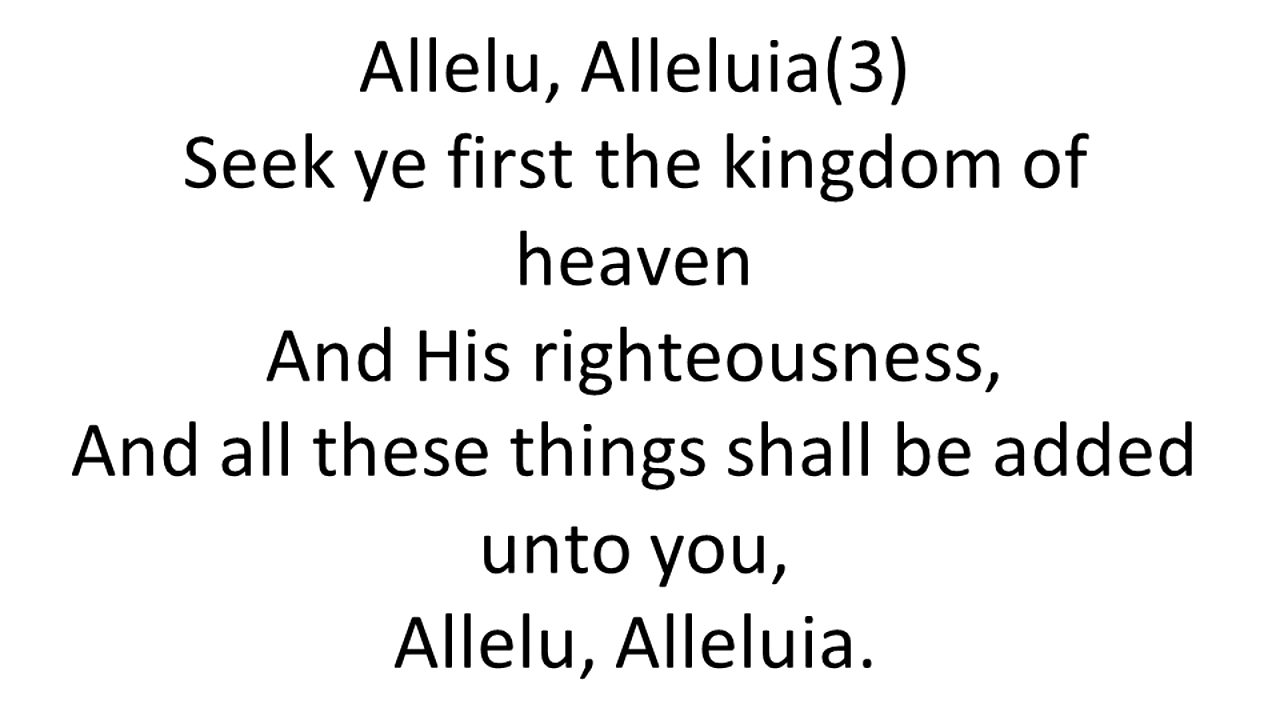 Allelu, Alleluia(3)
Seek ye first the kingdom of
heaven
And His righteousness,
And all these things shall be added
unto you,
Allelu, Alleluia.